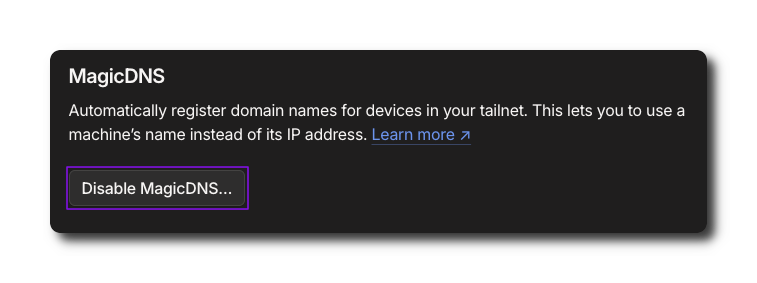 MagicDNS
Automatically register domain names for devices in your tailnet. This lets you to use a
machine’s name instead of its IP address. Learn more ↗
Disable MagicDNS...